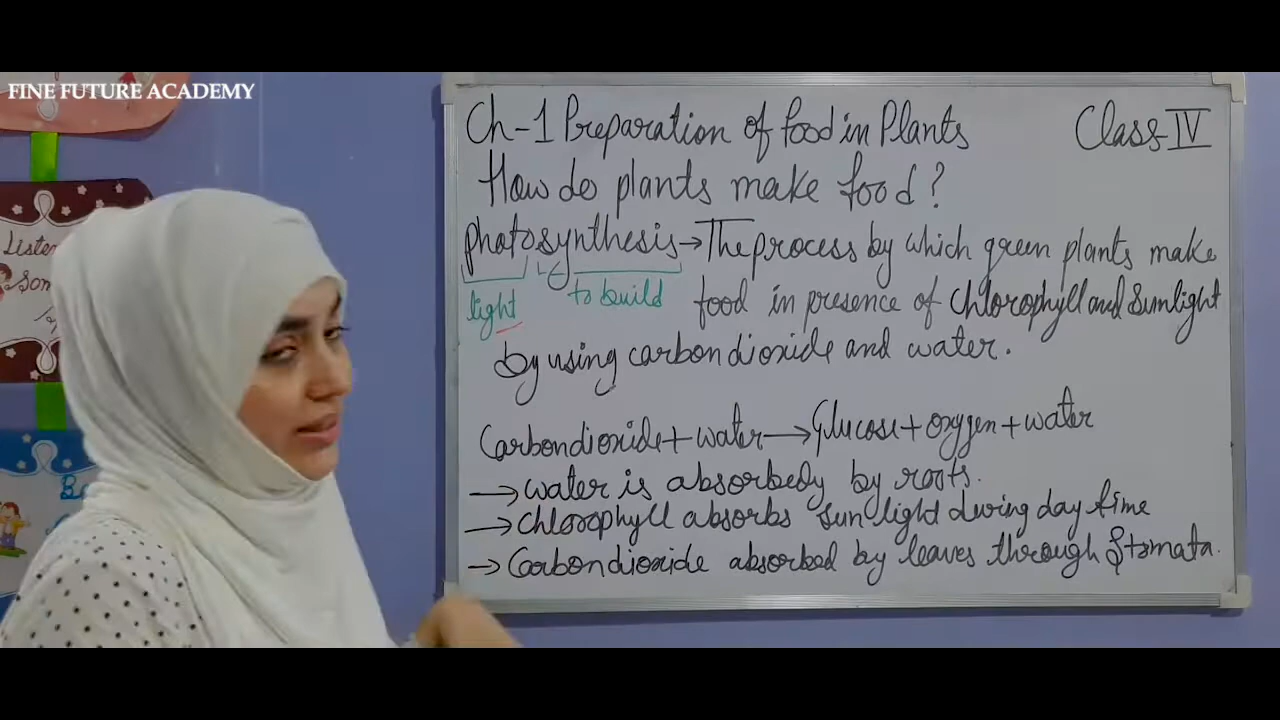 FINE FUTURE ACADEMY
Ch-1 Preparation of food in Plants Class IV
How do plants make food?
photosynthesis → The process by which green plants make
light to build food in presence of chlorophyll and sunlight
by using carbondioxide and water.
Carbondioxide + water → Glucose + oxygen + water
→ water is absorbedy by roots.
→ chlorophyll absorbs sunlight during day time
→ Carbondioxide absorbed by leaves through Stomata.
Listen